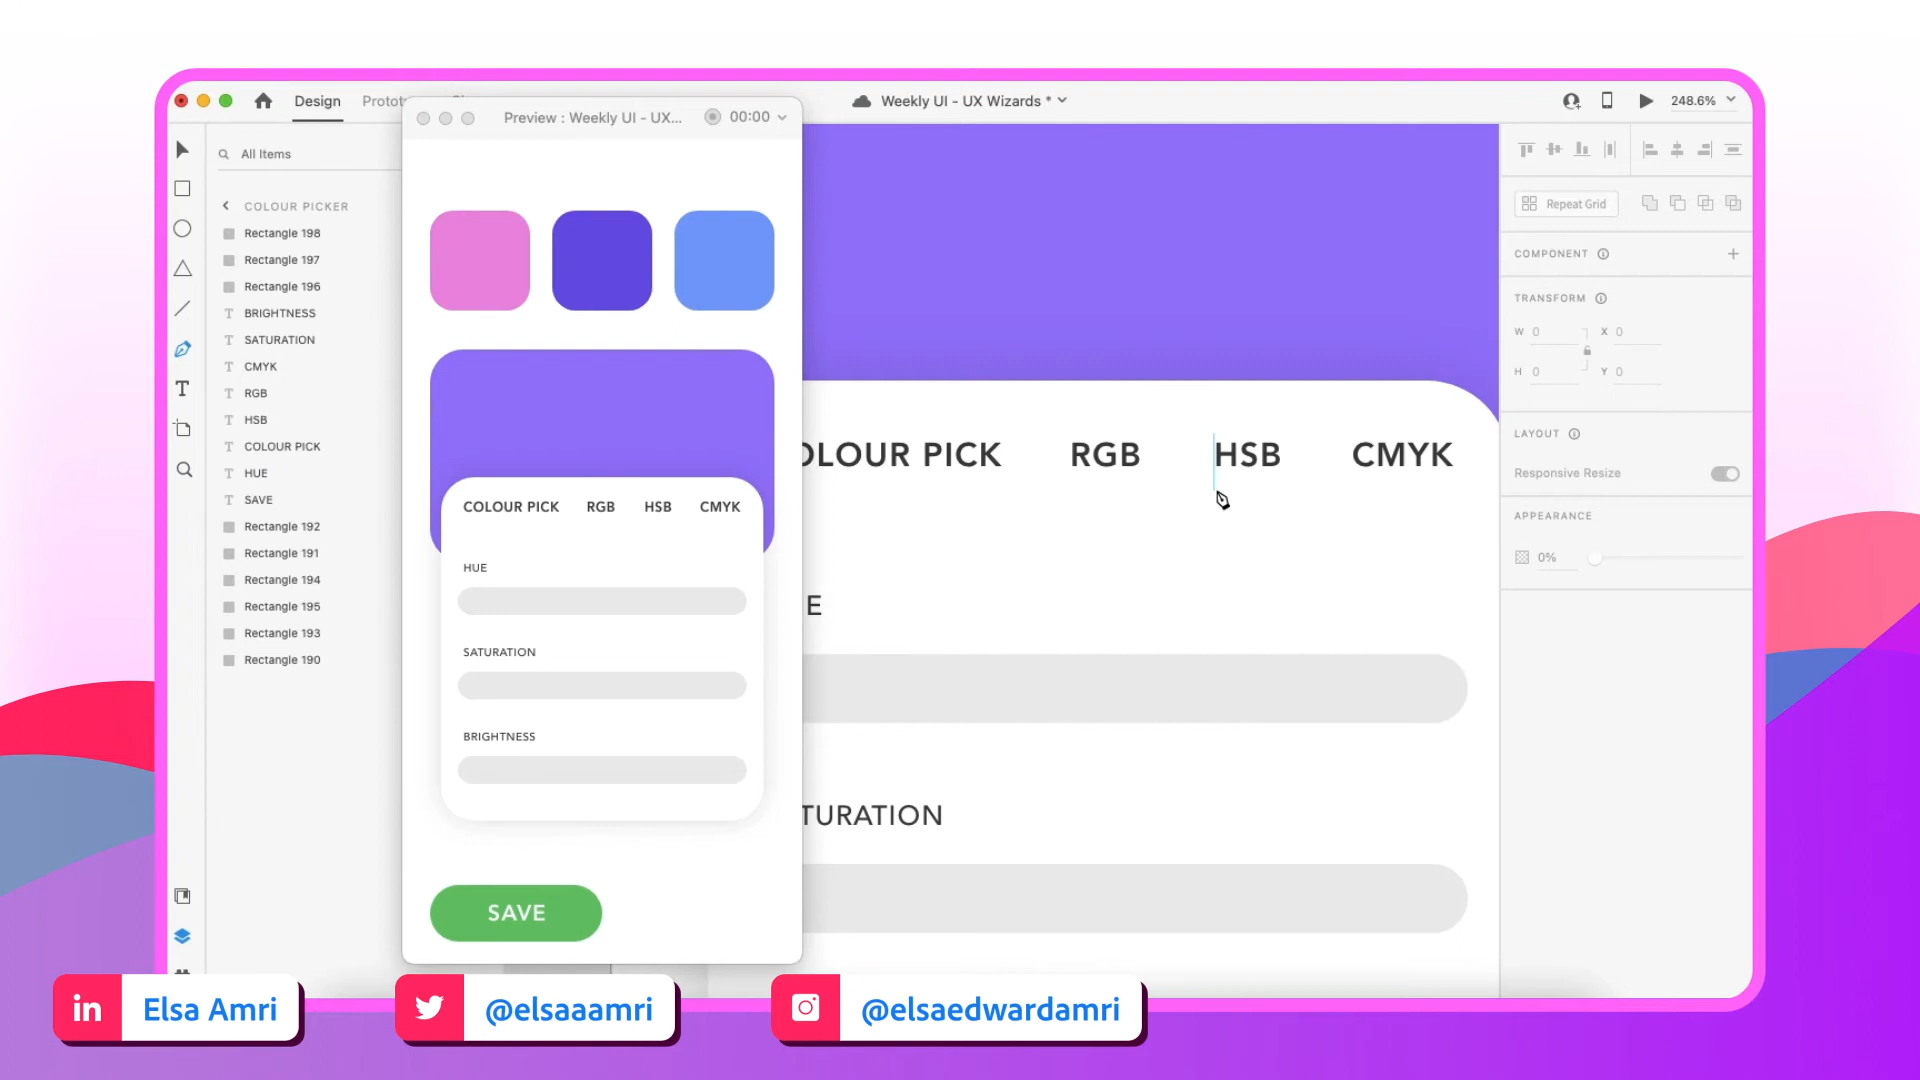 Design
Protot
Preview : Weekly UI - UX...
00:00
Weekly UI - UX Wizards *
248.6%
All Items
COLOUR PICKER
Rectangle 198
Rectangle 197
Rectangle 196
BRIGHTNESS
SATURATION
CMYK
RGB
HSB
COLOUR PICK
HUE
SAVE
Rectangle 192
Rectangle 191
Rectangle 194
Rectangle 195
Rectangle 193
Rectangle 190
COLOUR PICK RGB HSB CMYK
HUE
SATURATION
BRIGHTNESS
SAVE
OLOUR PICK RGB HSB CMYK
E
TURATION
Repeat Grid
COMPONENT
TRANSFORM
W 0 X 0
H 0 Y 0
LAYOUT
Responsive Resize
APPEARANCE
0%
in Elsa Amri
@elsaaamri
@elsaedwardamri